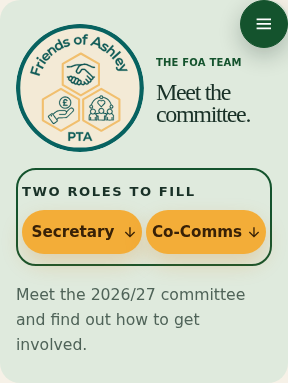 Friends of Ashley
£
PTA
THE FOA TEAM
Meet the
committee.
TWO ROLES TO FILL
Secretary ↓
Co-Comms ↓
Meet the 2026/27 committee
and find out how to get
involved.